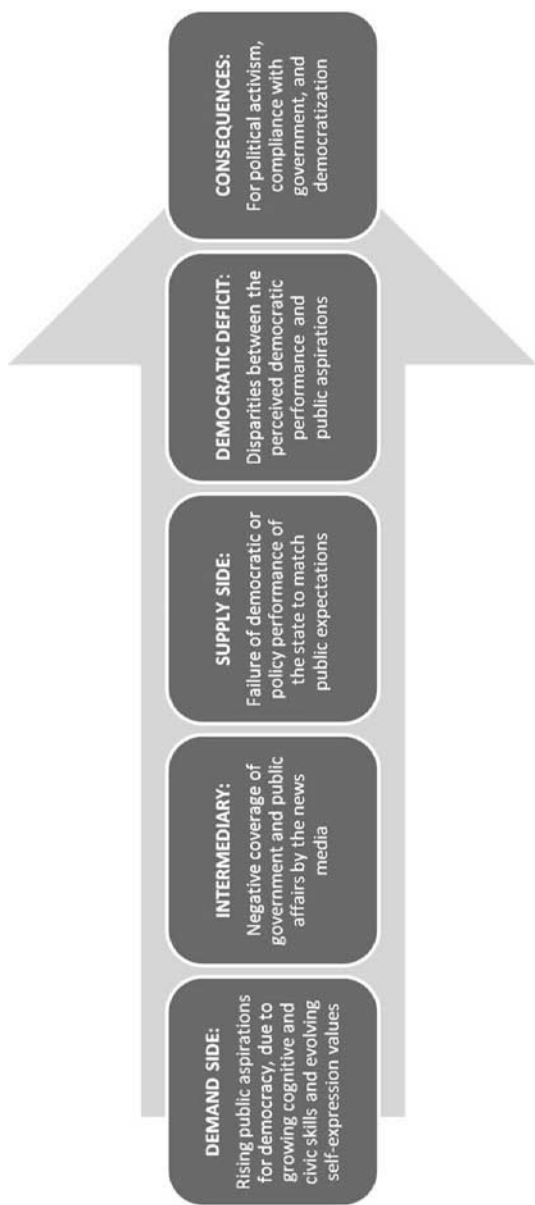 DEMAND SIDE:
Rising public aspirations
for democracy, due to
growing cognitive and
civic skills and evolving
self-expression values
INTERMEDIARY:
Negative coverage of
government and public
affairs by the news
media
SUPPLY SIDE:
Failure of democratic or
policy performance of
the state to match
public expectations
DEMOCRATIC DEFICIT:
Disparities between the
perceived democratic
performance and
public aspirations
CONSEQUENCES:
For political activism,
compliance with
government, and
democratization